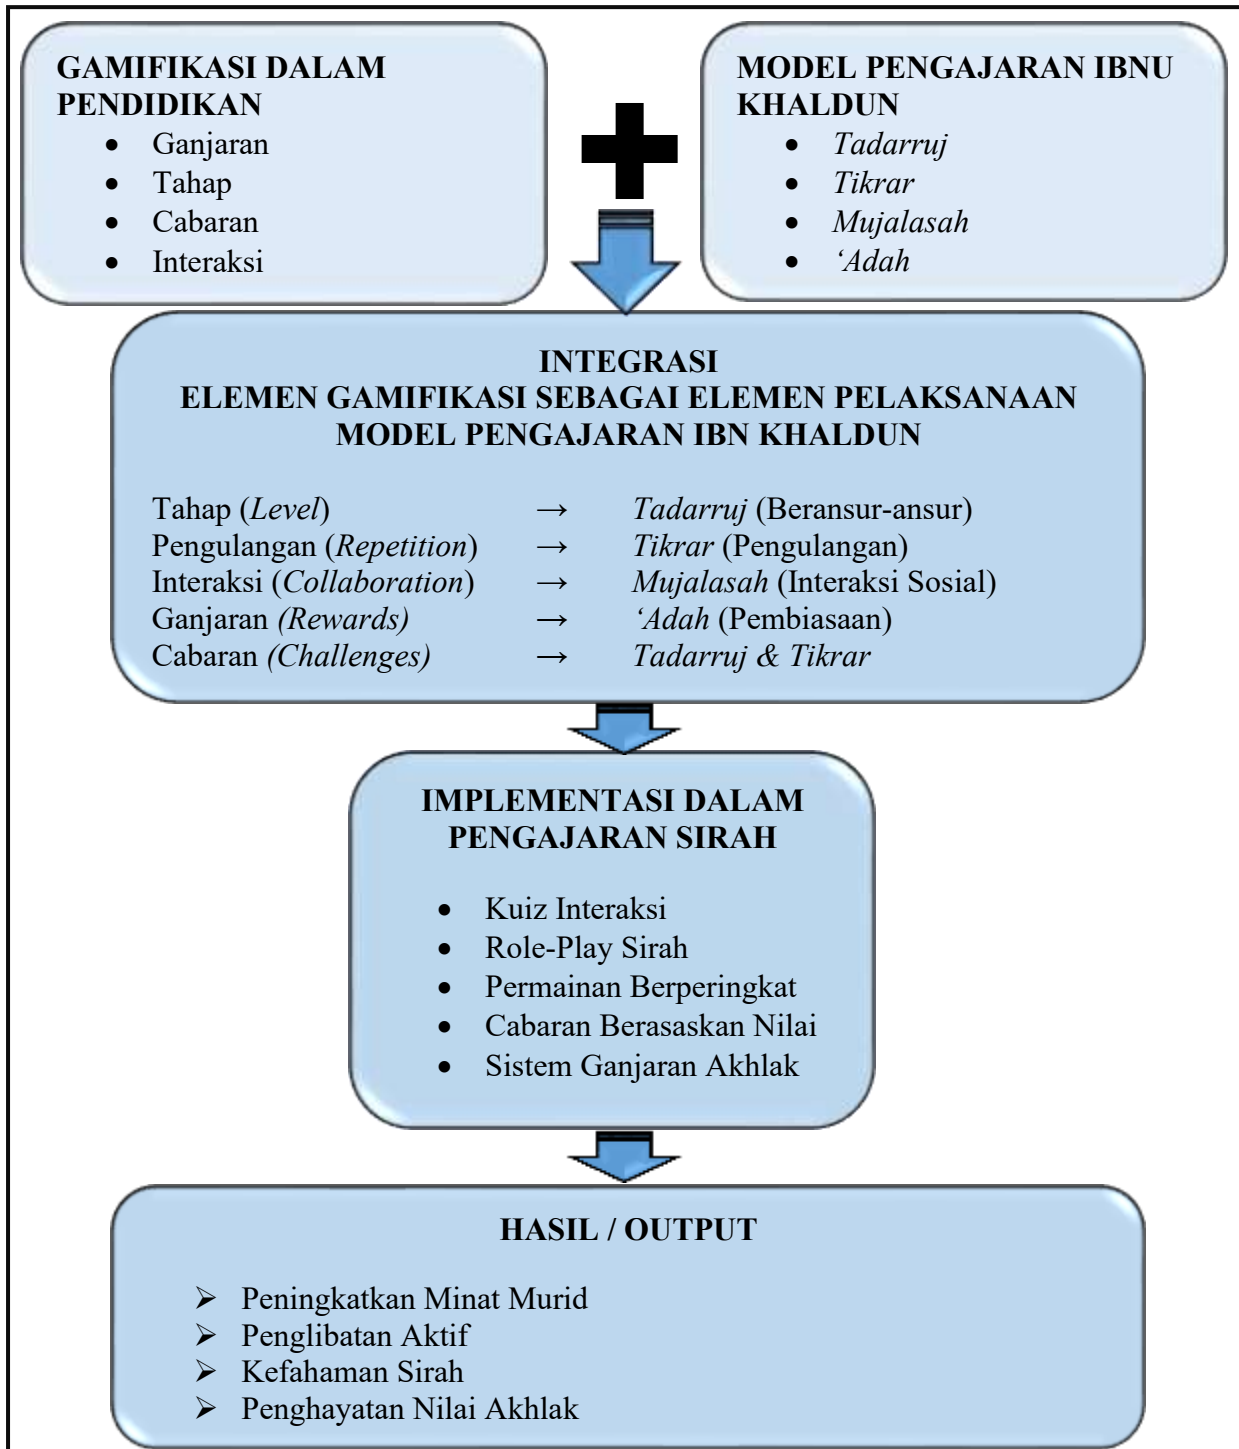 GAMIFIKASI DALAM
PENDIDIKAN
• Ganjaran
• Tahap
• Cabaran
• Interaksi
MODEL PENGAJARAN IBNU
KHALDUN
• Tadarruj
• Tikrar
• Mujalasah
• ‘Adah
INTEGRASI
ELEMEN GAMIFIKASI SEBAGAI ELEMEN PELAKSANAAN
MODEL PENGAJARAN IBN KHALDUN
Tahap (Level) → Tadarruj (Beransur-ansur)
Pengulangan (Repetition) → Tikrar (Pengulangan)
Interaksi (Collaboration) → Mujalasah (Interaksi Sosial)
Ganjaran (Rewards) → ‘Adah (Pembiasaan)
Cabaran (Challenges) → Tadarruj & Tikrar
IMPLEMENTASI DALAM
PENGAJARAN SIRAH
• Kuiz Interaksi
• Role-Play Sirah
• Permainan Berperingkat
• Cabaran Berasaskan Nilai
• Sistem Ganjaran Akhlak
HASIL / OUTPUT
➢ Peningkatkan Minat Murid
➢ Penglibatan Aktif
➢ Kefahaman Sirah
➢ Penghayatan Nilai Akhlak